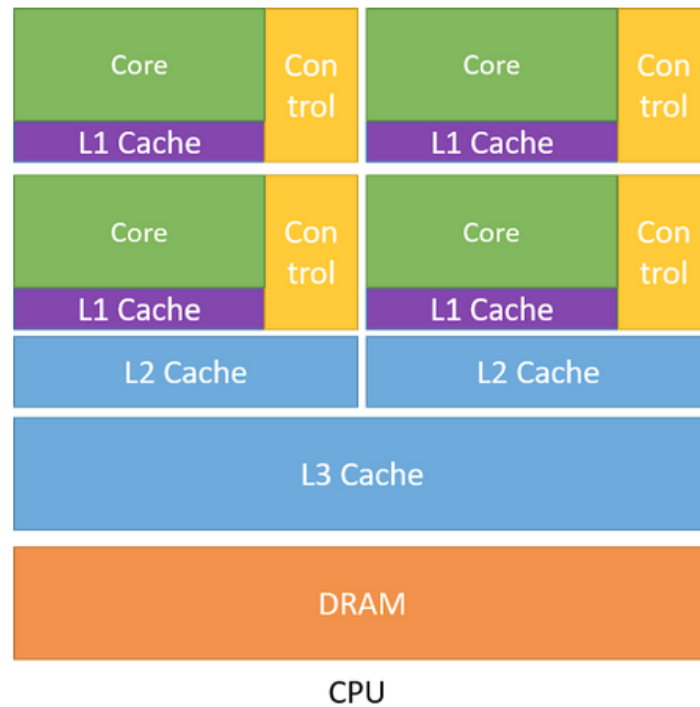 Core
Con
trol
L1 Cache
Core
Con
trol
L1 Cache
Core
Con
trol
L1 Cache
Core
Con
trol
L1 Cache
L2 Cache
L2 Cache
L3 Cache
DRAM
CPU